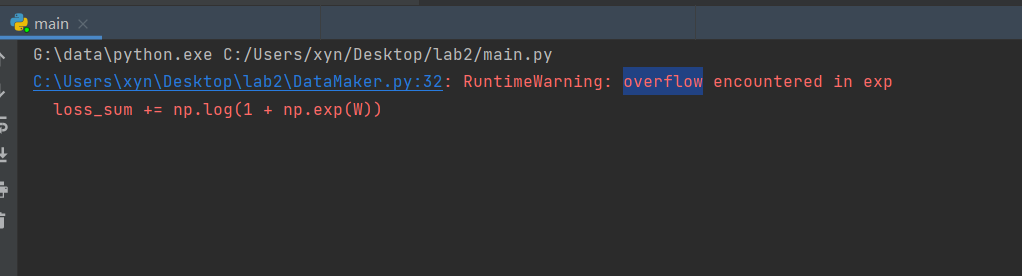 main
G:\data\python.exe C:/Users/xyn/Desktop/lab2/main.py
C:\Users\xyn\Desktop\lab2\DataMaker.py:32: RuntimeWarning: overflow encountered in exp
  loss_sum += np.log(1 + np.exp(W))